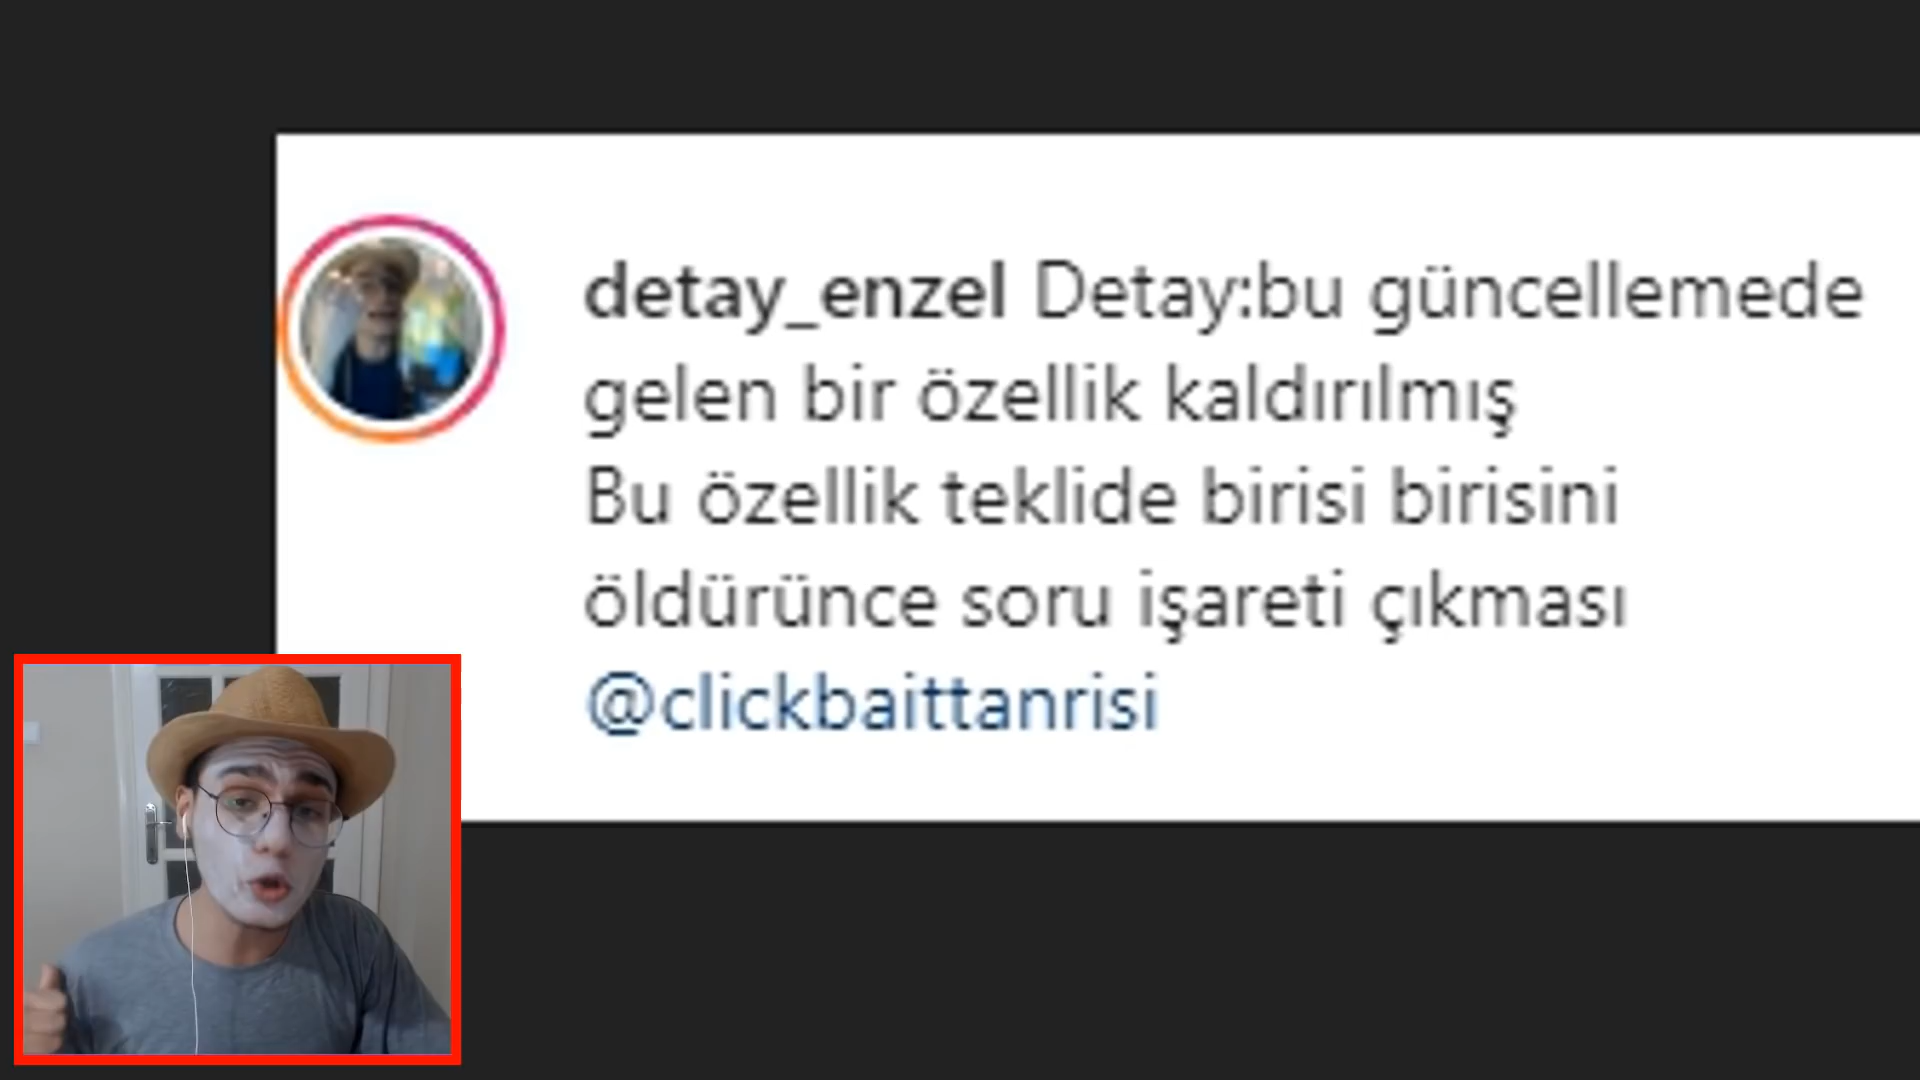 detay_enzel Detay:bu güncellemede
gelen bir özellik kaldırılmış
Bu özellik teklide birisi birisini
öldürünce soru işareti çıkması
@clickbaittanrisi